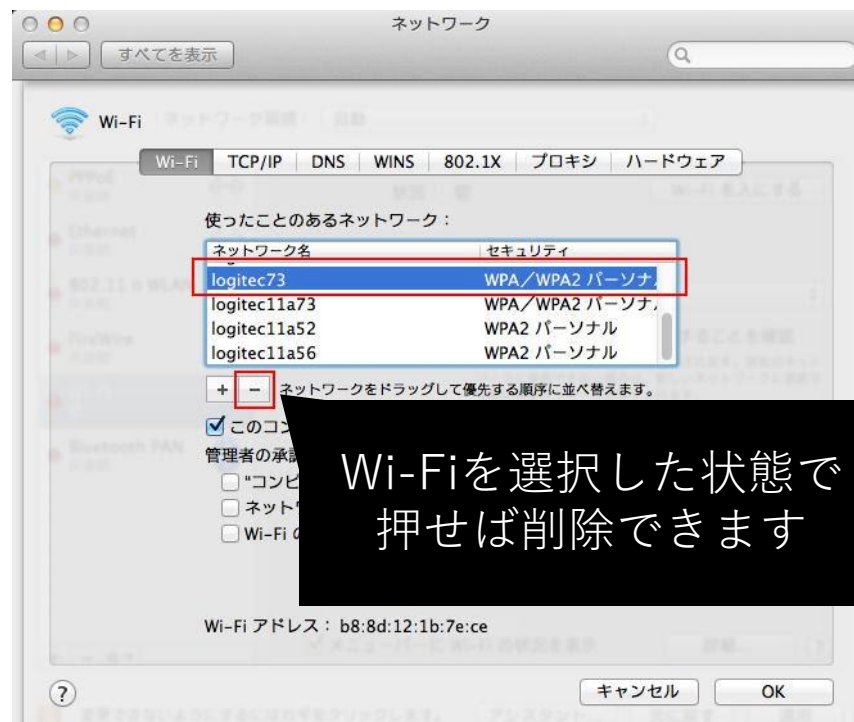 ネットワーク
すべてを表示
Wi-Fi
Wi-Fi TCP/IP DNS WINS 802.1X プロキシ ハードウェア
使ったことのあるネットワーク：
ネットワーク名 セキュリティ
logitec73 WPA／WPA2 パーソナ
logitec11a73 WPA／WPA2 パーソナ
logitec11a52 WPA2 パーソナル
logitec11a56 WPA2 パーソナル
+ − ネットワークをドラッグして優先する順序に並べ替えます。
このコン
管理者の承認
"コンピ
ネットワ
Wi-Fi の
Wi-Fiを選択した状態で
押せば削除できます
Wi-Fi アドレス： b8:8d:12:1b:7e:ce
? キャンセル OK